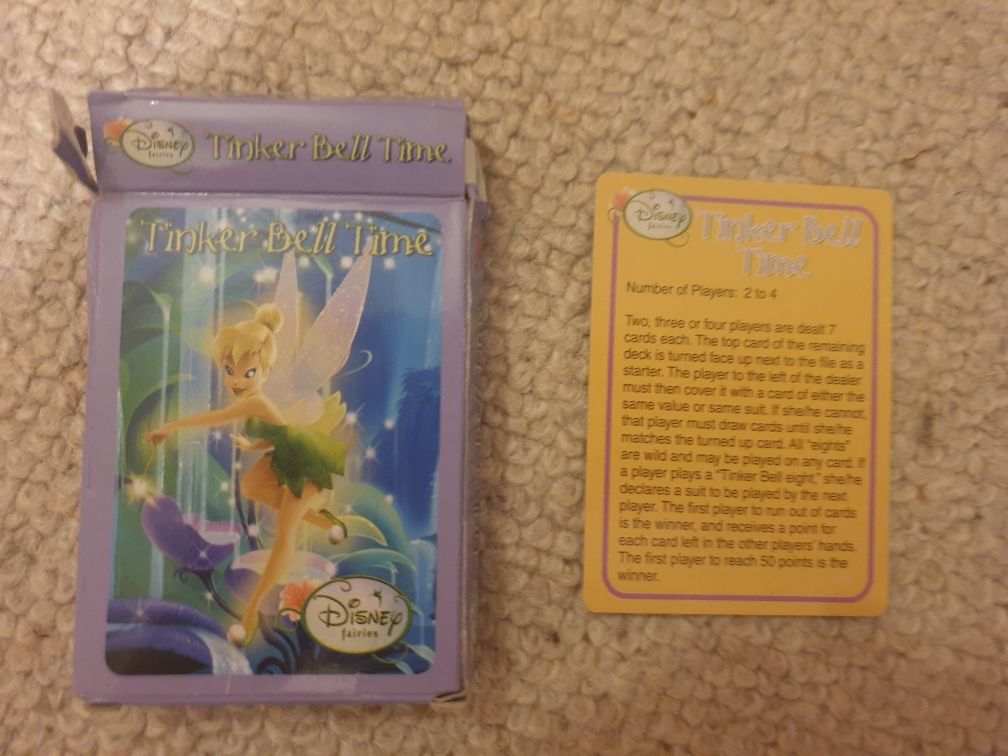 Disney
fairies
Tinker Bell Time
Tinker Bell Time
Disney
fairies
Disney
fairies
Tinker Bell
Time
Number of Players: 2 to 4
Two, three or four players are dealt 7
cards each. The top card of the remaining
deck is turned face up next to the file as a
starter. The player to the left of the dealer
must then cover it with a card of either the
same value or same suit. If she/he cannot,
that player must draw cards until she/he
matches the turned up card. All "eights"
are wild and may be played on any card. If
a player plays a "Tinker Bell eight," she/he
declares a suit to be played by the next
player. The first player to run out of cards
is the winner, and receives a point for
each card left in the other players' hands.
The first player to reach 50 points is the
winner.